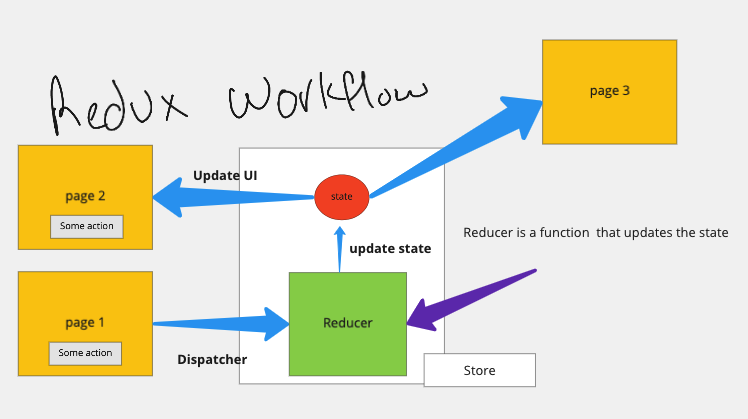 Redux Workflow
page 3
Update UI
page 2
state
Some action
Reducer is a function  that updates the state
update state
page 1
Reducer
Some action
Dispatcher
Store